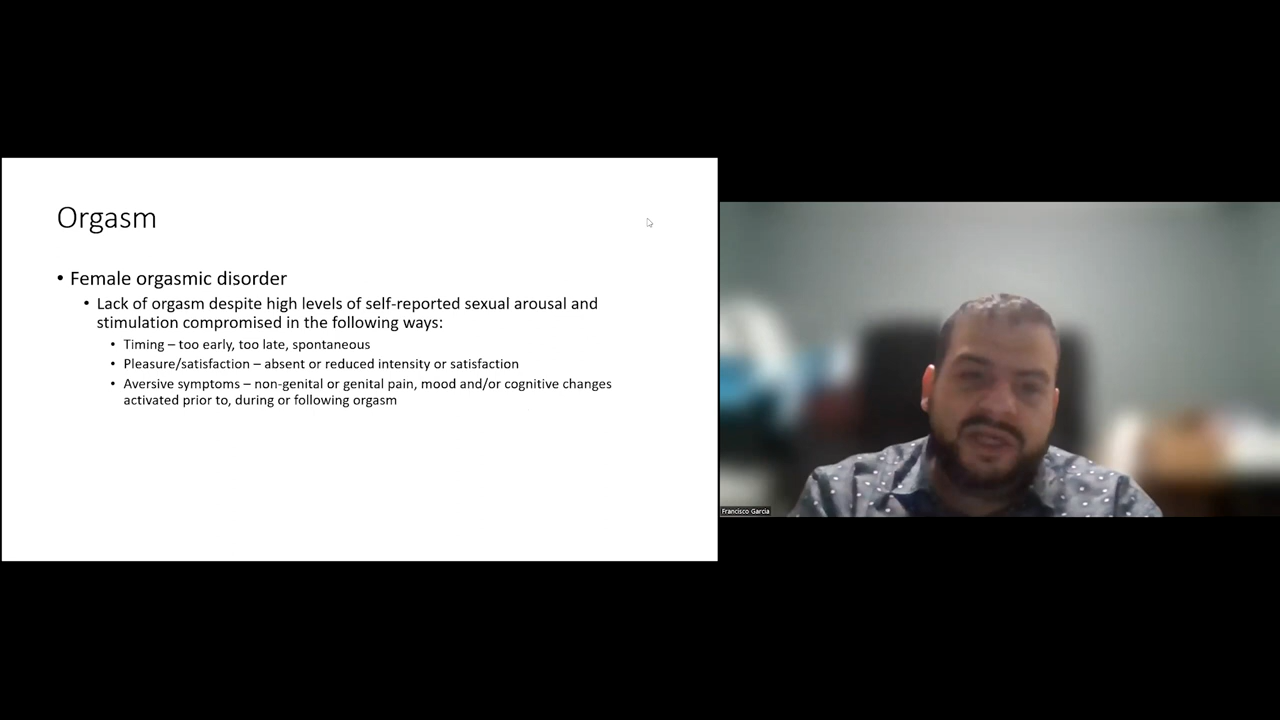 Orgasm
• Female orgasmic disorder
• Lack of orgasm despite high levels of self-reported sexual arousal and
stimulation compromised in the following ways:
• Timing – too early, too late, spontaneous
• Pleasure/satisfaction – absent or reduced intensity or satisfaction
• Aversive symptoms – non-genital or genital pain, mood and/or cognitive changes
activated prior to, during or following orgasm
Francisco Garcia